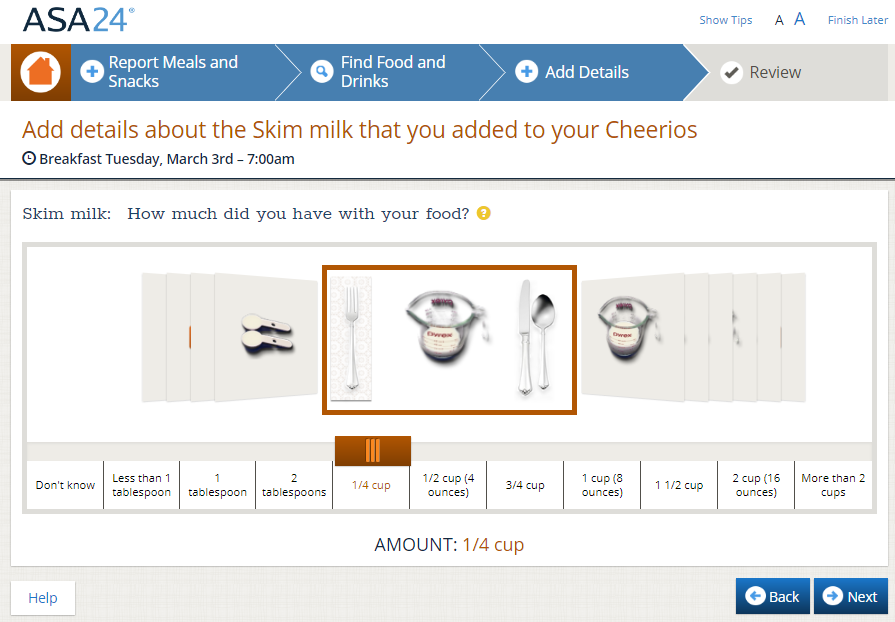 ASA24®
Show Tips A A Finish Later
Report Meals and
Snacks
Find Food and
Drinks
Add Details
Review
Add details about the Skim milk that you added to your Cheerios
Breakfast Tuesday, March 3rd – 7:00am
Skim milk: How much did you have with your food? ?
Don't know
Less than 1
tablespoon
1
tablespoon
2
tablespoons
1/4 cup
1/2 cup (4
ounces)
3/4 cup
1 cup (8
ounces)
1 1/2 cup
2 cup (16
ounces)
More than 2
cups
AMOUNT: 1/4 cup
Help
Back
Next